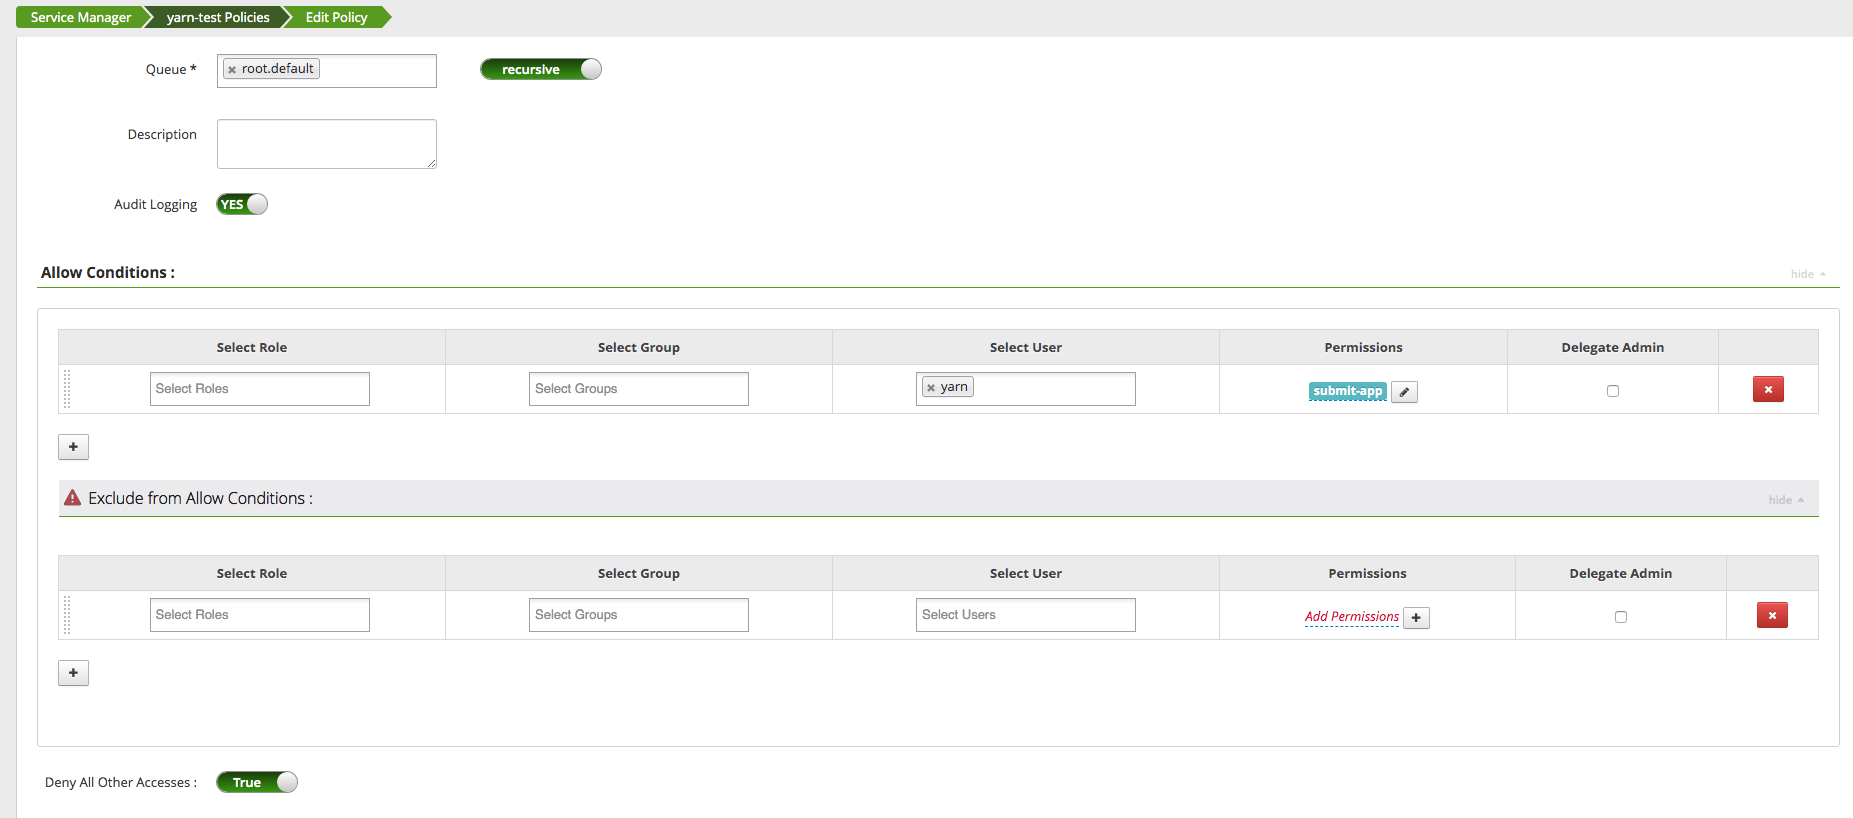 Service Manager yarn-test Policies Edit Policy
Queue * × root.default recursive
Description
Audit Logging YES
Allow Conditions : hide
Select Role Select Group Select User Permissions Delegate Admin
Select Roles Select Groups × yarn submit-app
+
Exclude from Allow Conditions : hide
Select Role Select Group Select User Permissions Delegate Admin
Select Roles Select Groups Select Users Add Permissions +
+
Deny All Other Accesses : True